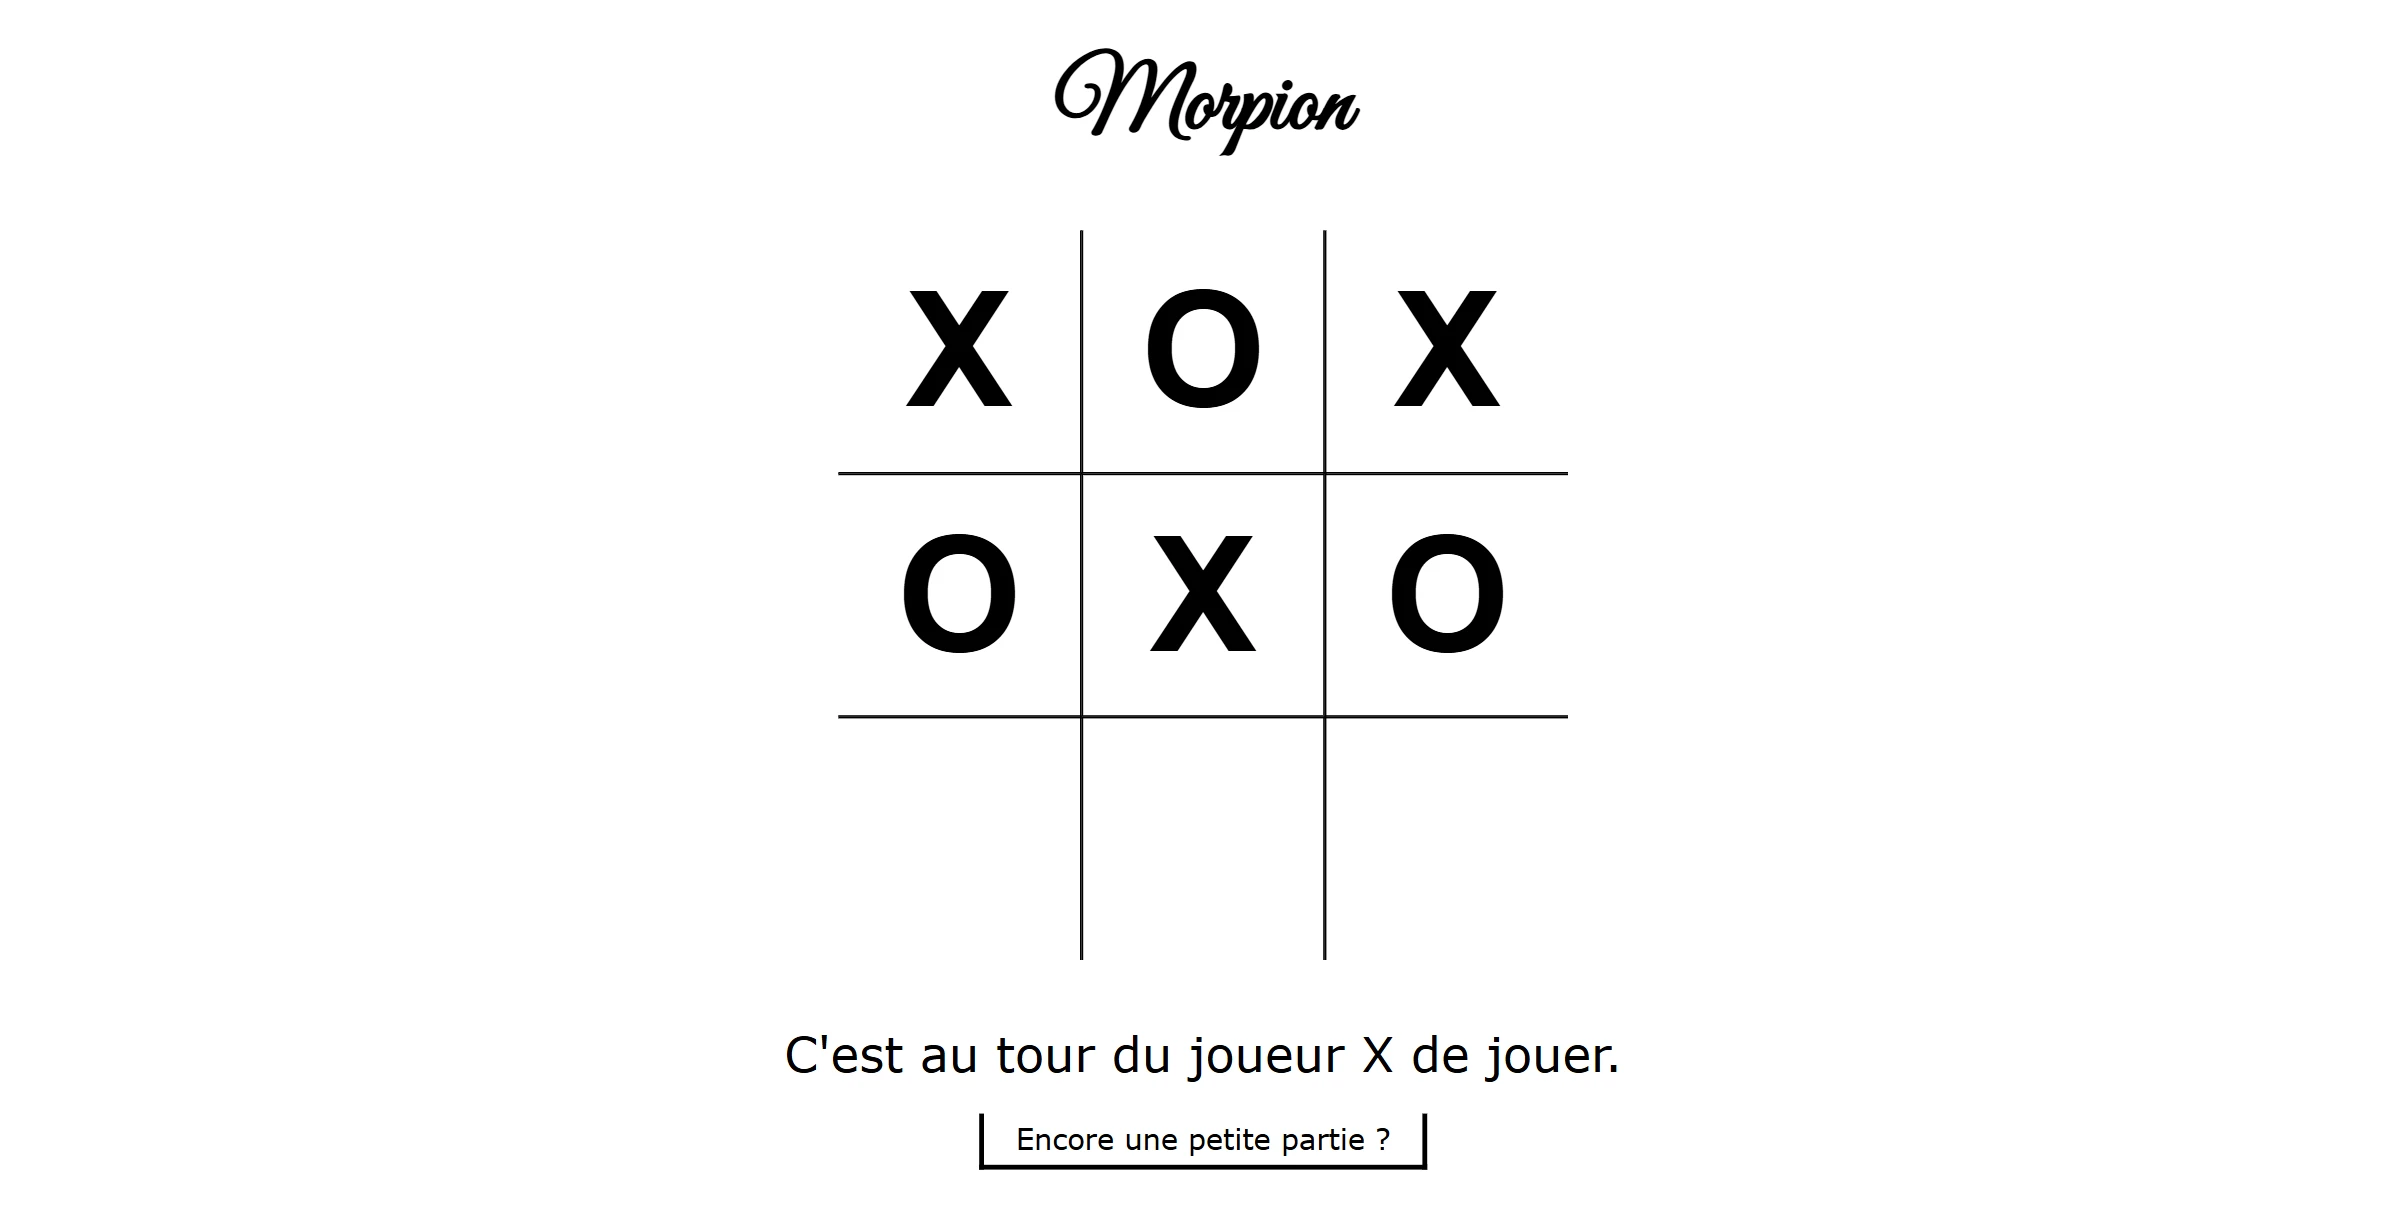 Morpion
X O X
O X O
C'est au tour du joueur X de jouer.
Encore une petite partie ?